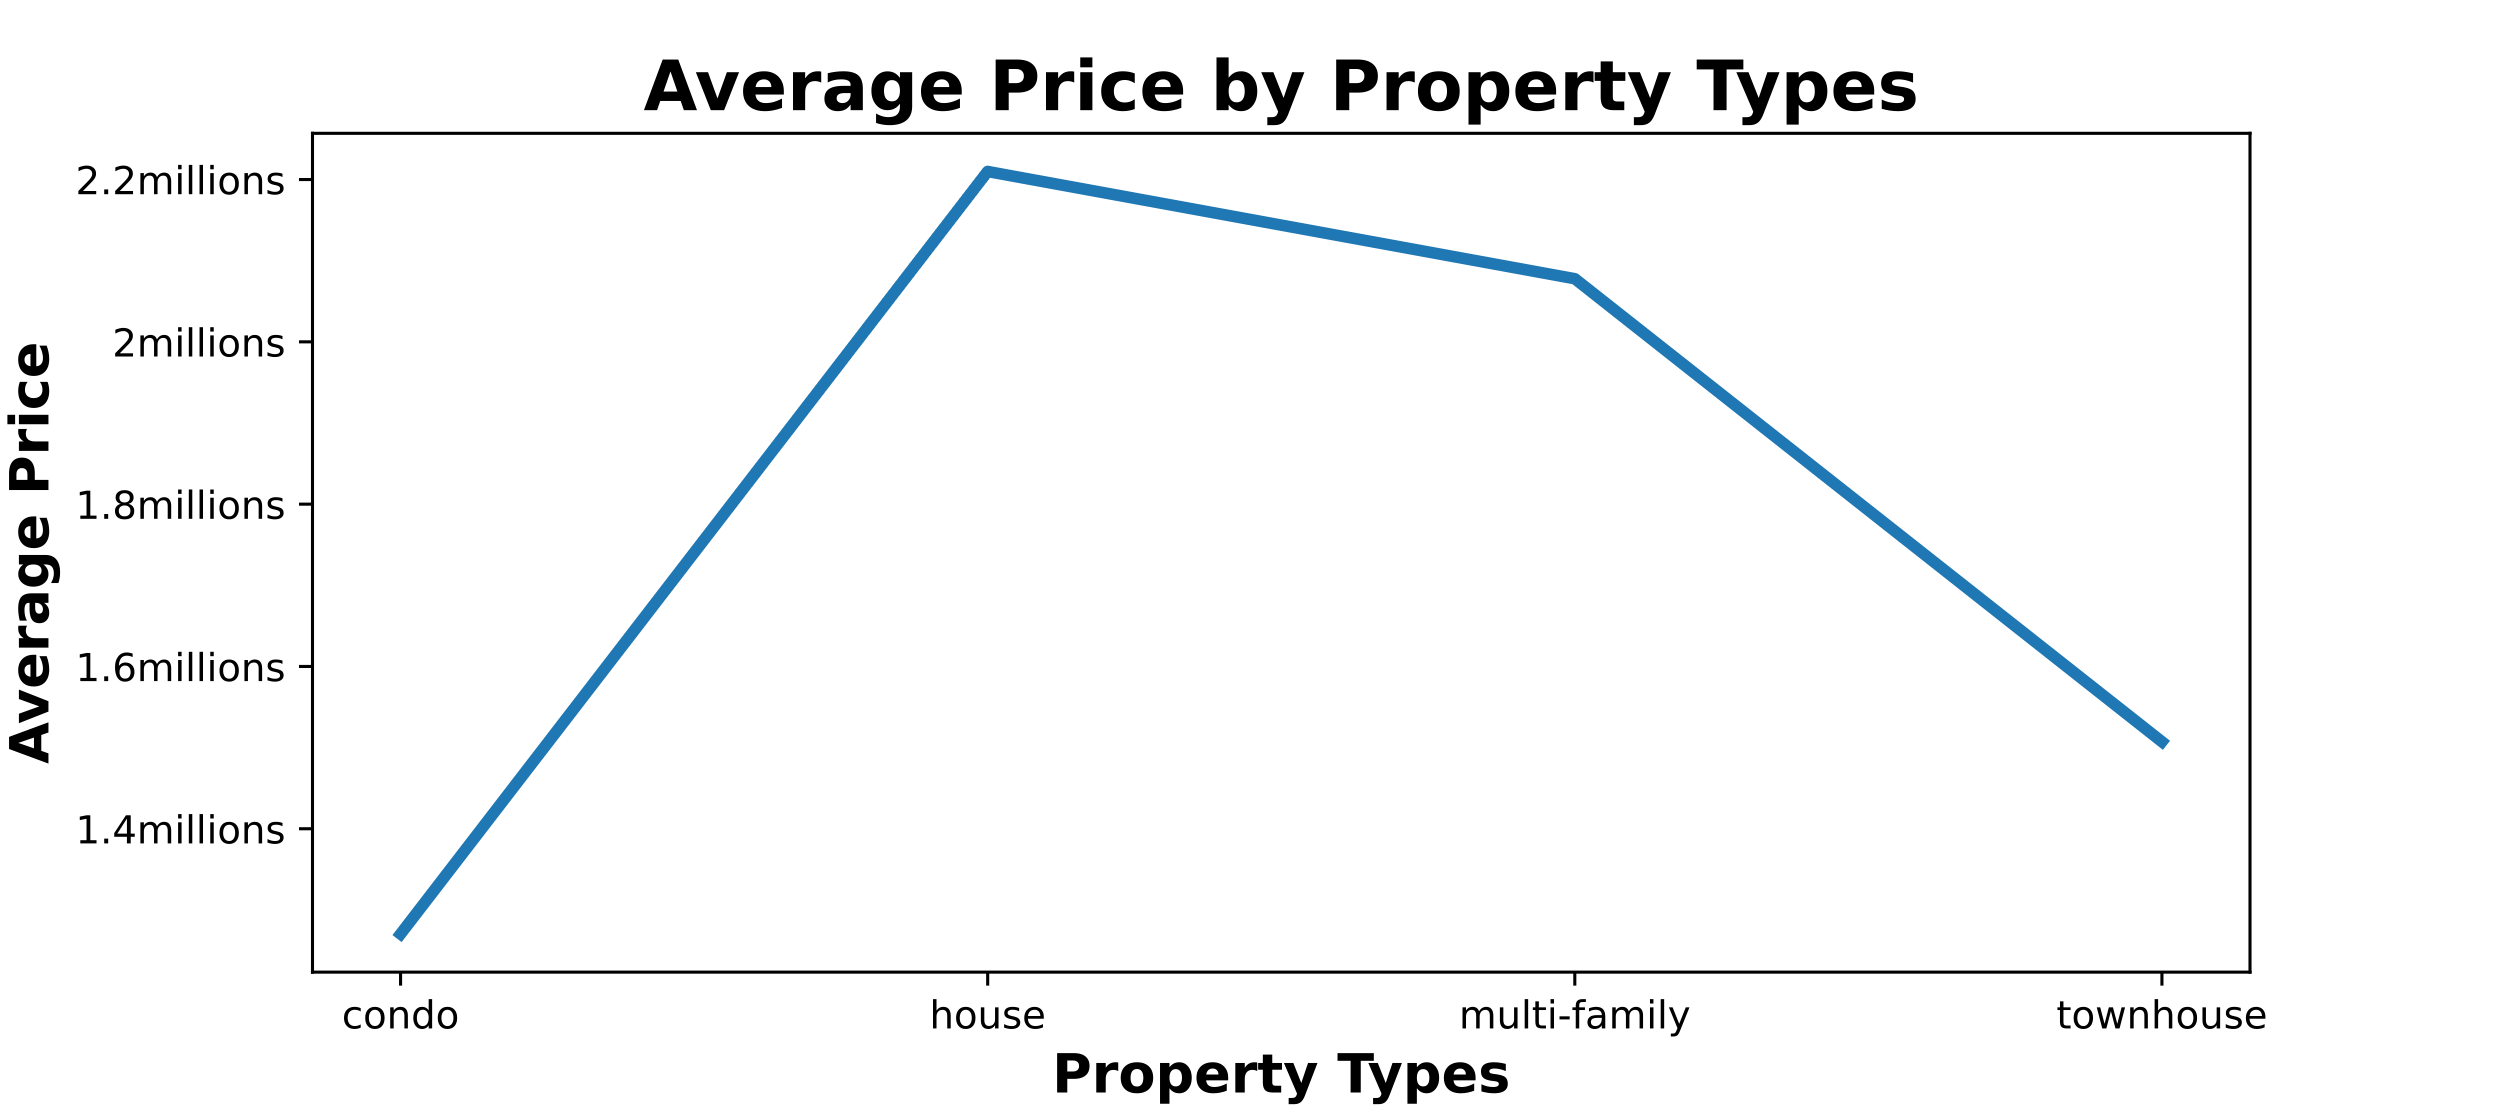 Average Price by Property Types
Average Price
2.2millions
2millions
1.8millions
1.6millions
1.4millions
condo house multi-family townhouse
Property Types